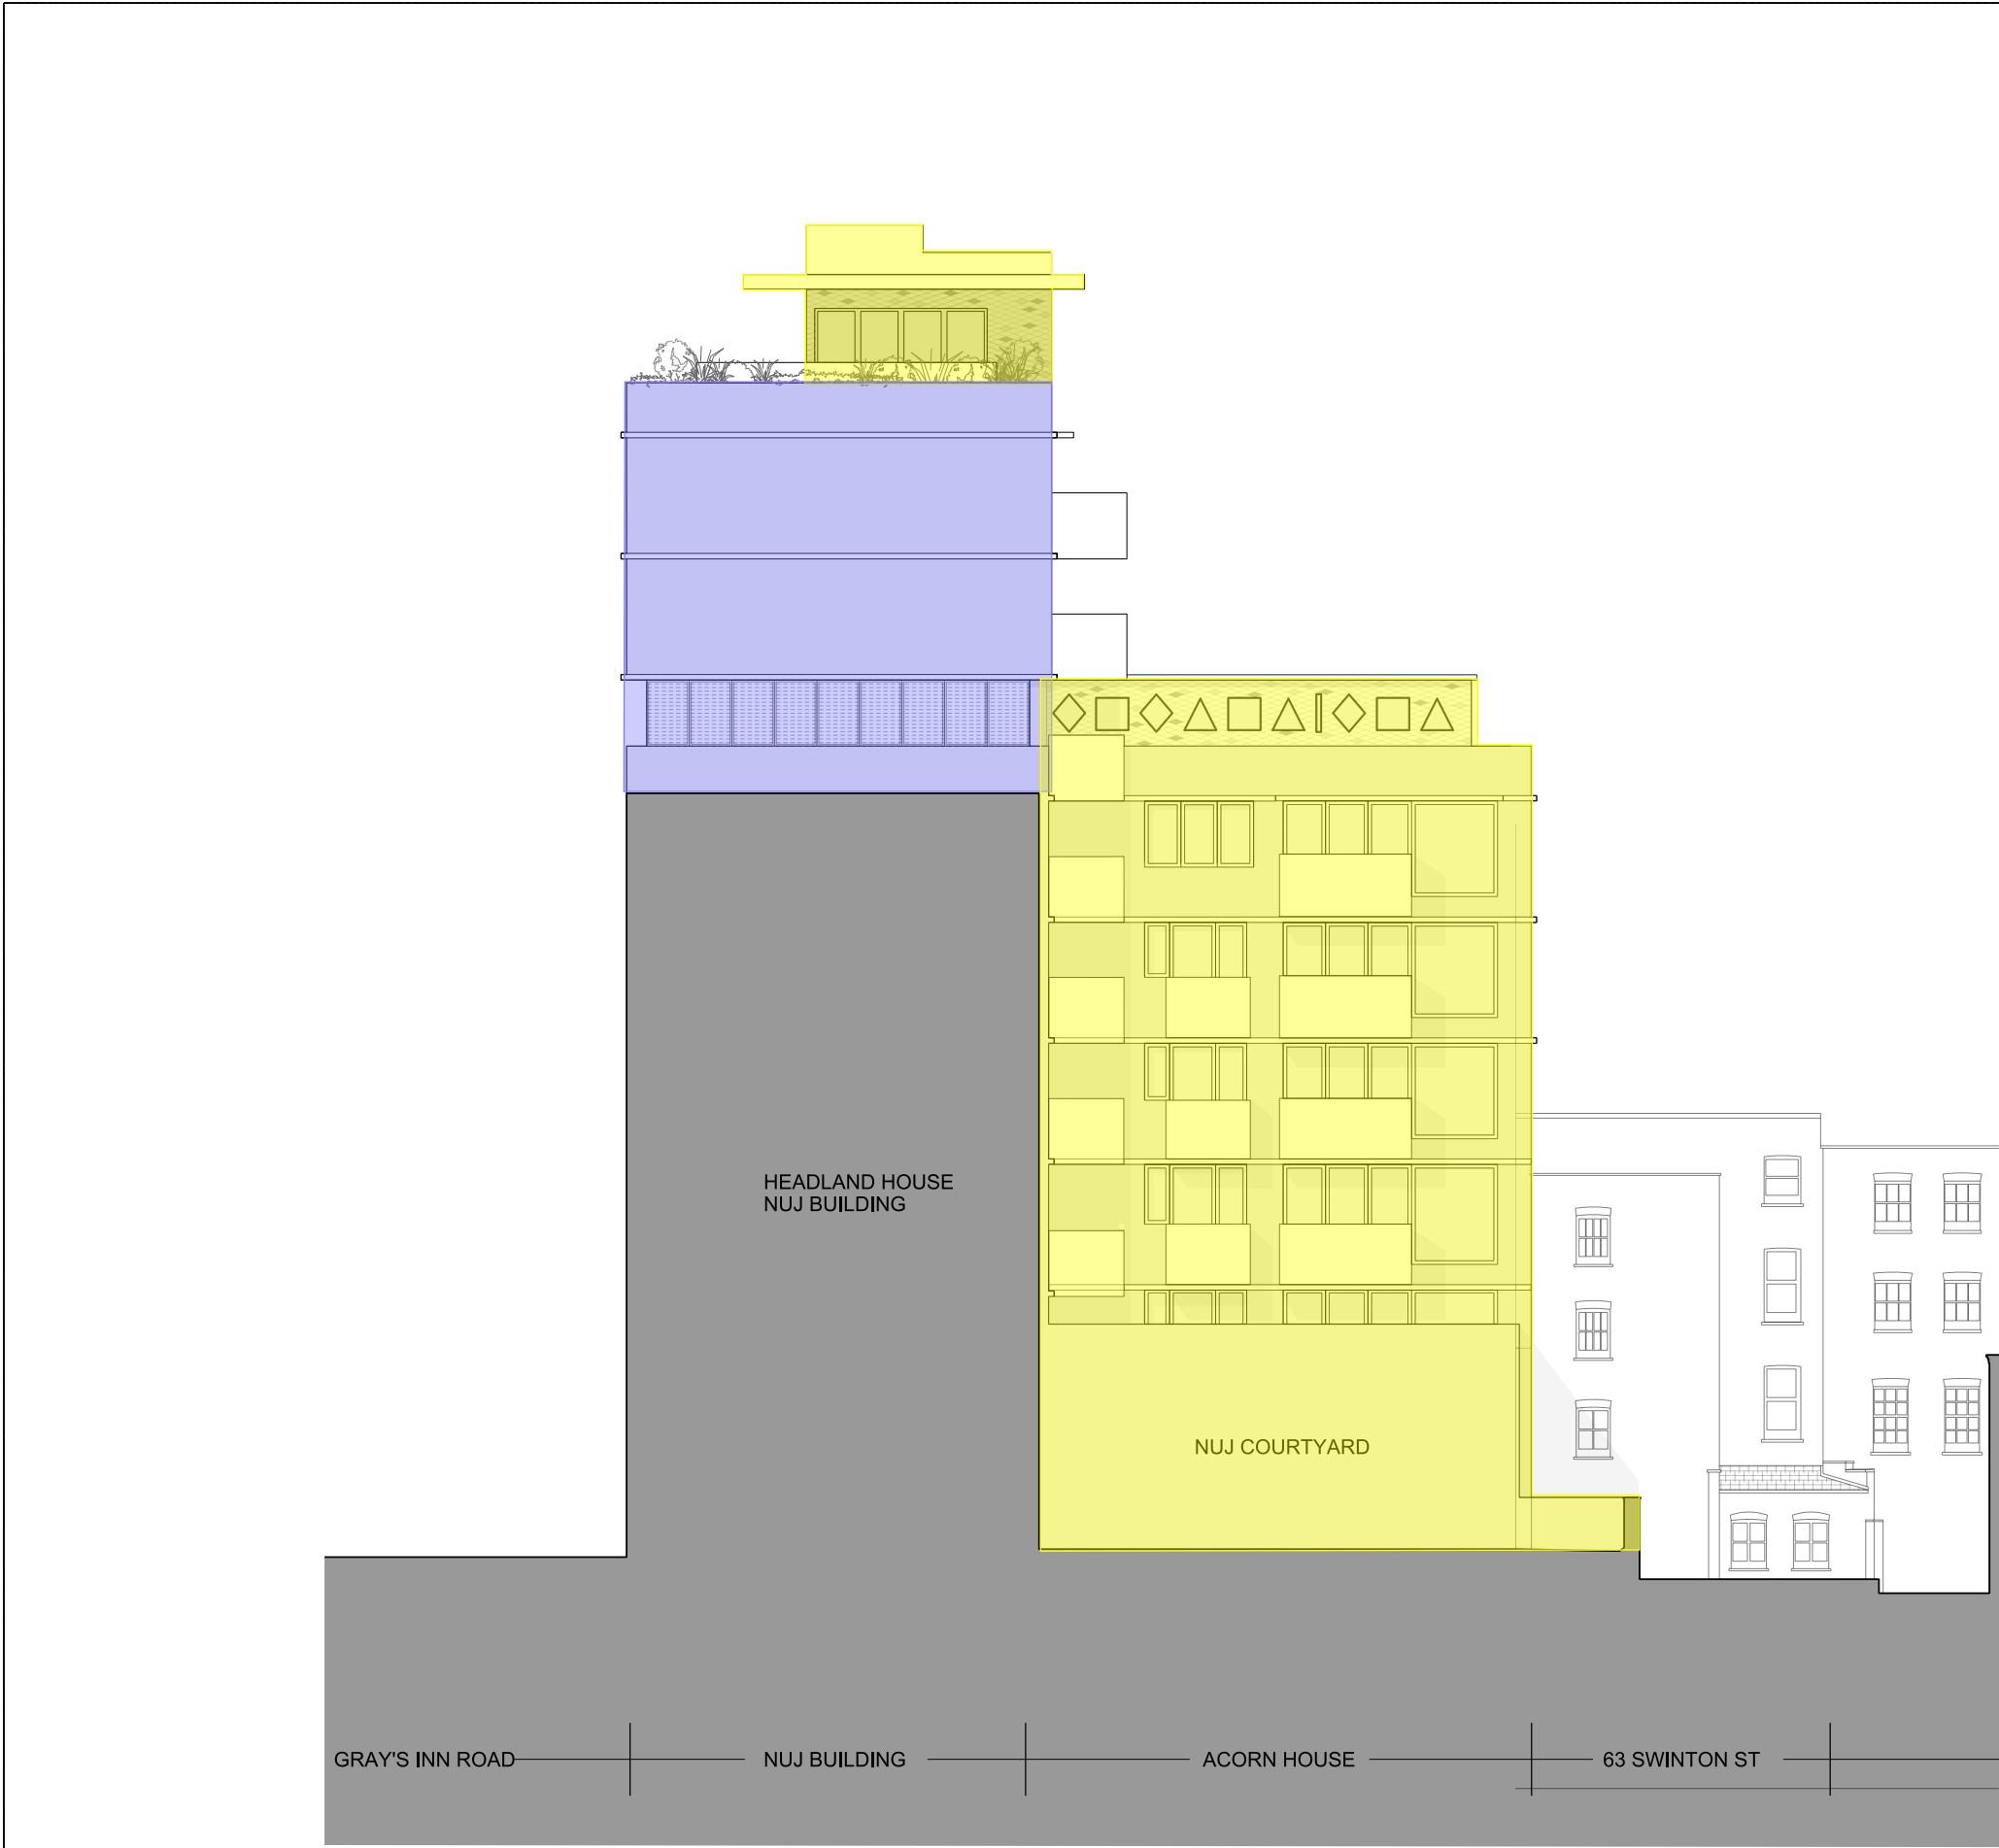 HEADLAND HOUSE
NUJ BUILDING
NUJ COURTYARD
GRAY'S INN ROAD
NUJ BUILDING
ACORN HOUSE
63 SWINTON ST